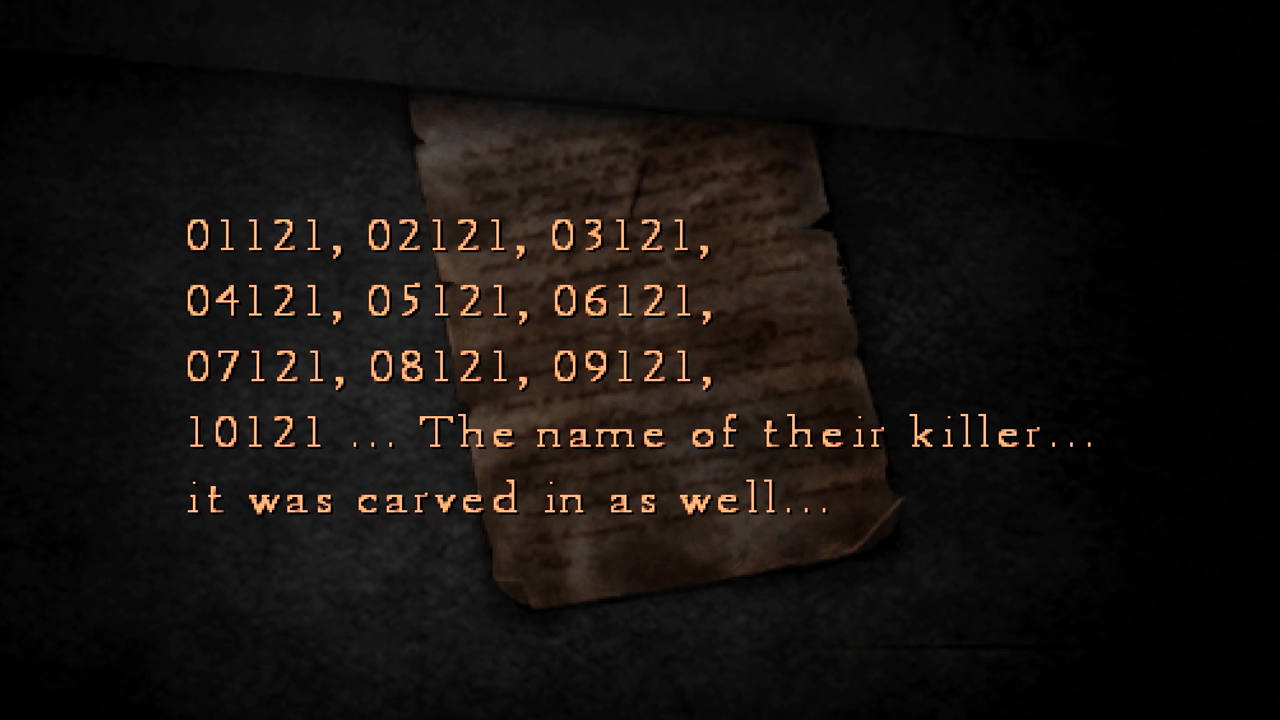 01121, 02121, 03121,
04121, 05121, 06121,
07121, 08121, 09121,
10121 ... The name of their killer...
it was carved in as well...